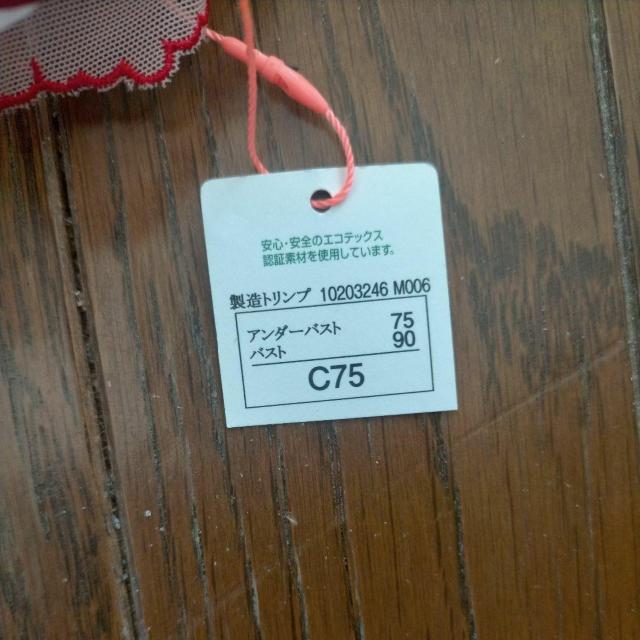 安心・安全のエコテックス
認証素材を使用しています。
製造トリンプ 10203246 M006
アンダーバスト 75
バスト 90
C75